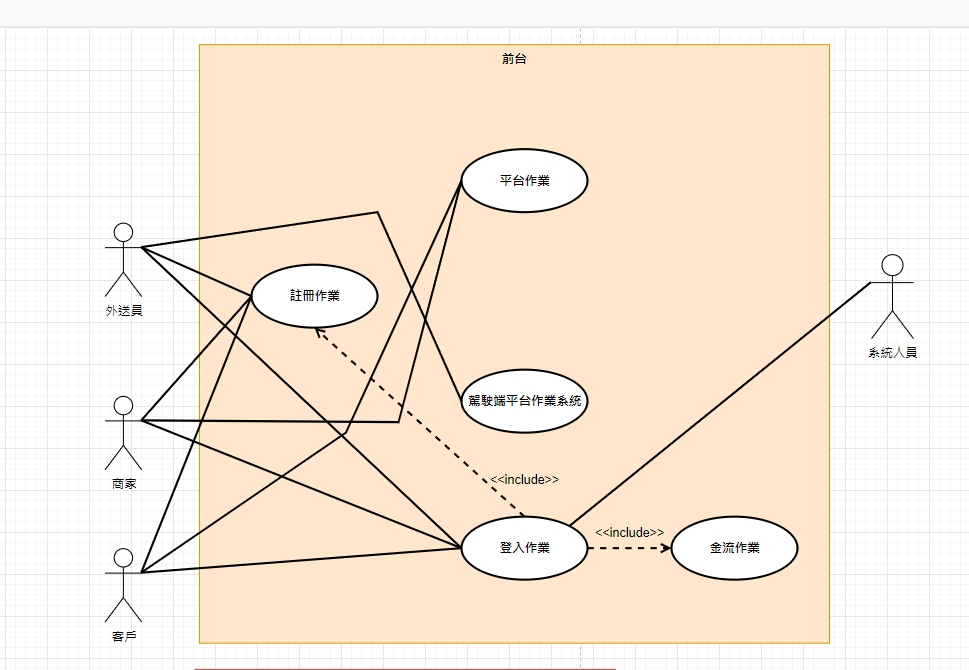 前台
平台作業
註冊作業
外送員
系統人員
駕駛端平台作業系統
商家
<<include>>
<<include>>
登入作業
金流作業
客戶